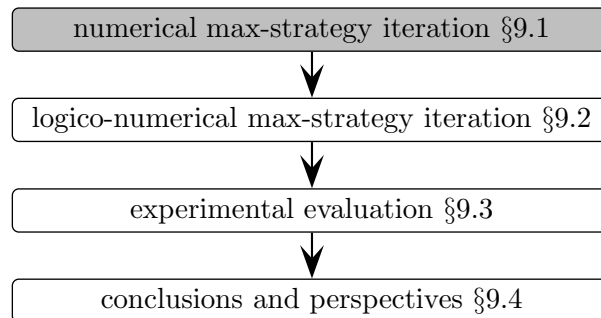 numerical max-strategy iteration §9.1
logico-numerical max-strategy iteration §9.2
experimental evaluation §9.3
conclusions and perspectives §9.4